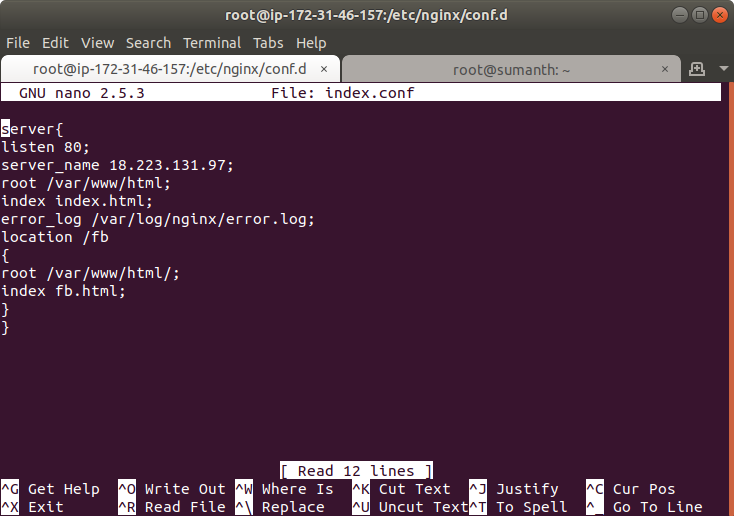 root@ip-172-31-46-157:/etc/nginx/conf.d
File Edit View Search Terminal Tabs Help
root@ip-172-31-46-157:/etc/nginx/conf.d × root@sumanth: ~ ×
GNU nano 2.5.3 File: index.conf
server{
listen 80;
server_name 18.223.131.97;
root /var/www/html;
index index.html;
error_log /var/log/nginx/error.log;
location /fb
{
root /var/www/html/;
index fb.html;
}
}
[ Read 12 lines ]
^G Get Help ^O Write Out ^W Where Is ^K Cut Text ^J Justify ^C Cur Pos
^X Exit ^R Read File ^\ Replace ^U Uncut Text ^T To Spell ^_ Go To Line